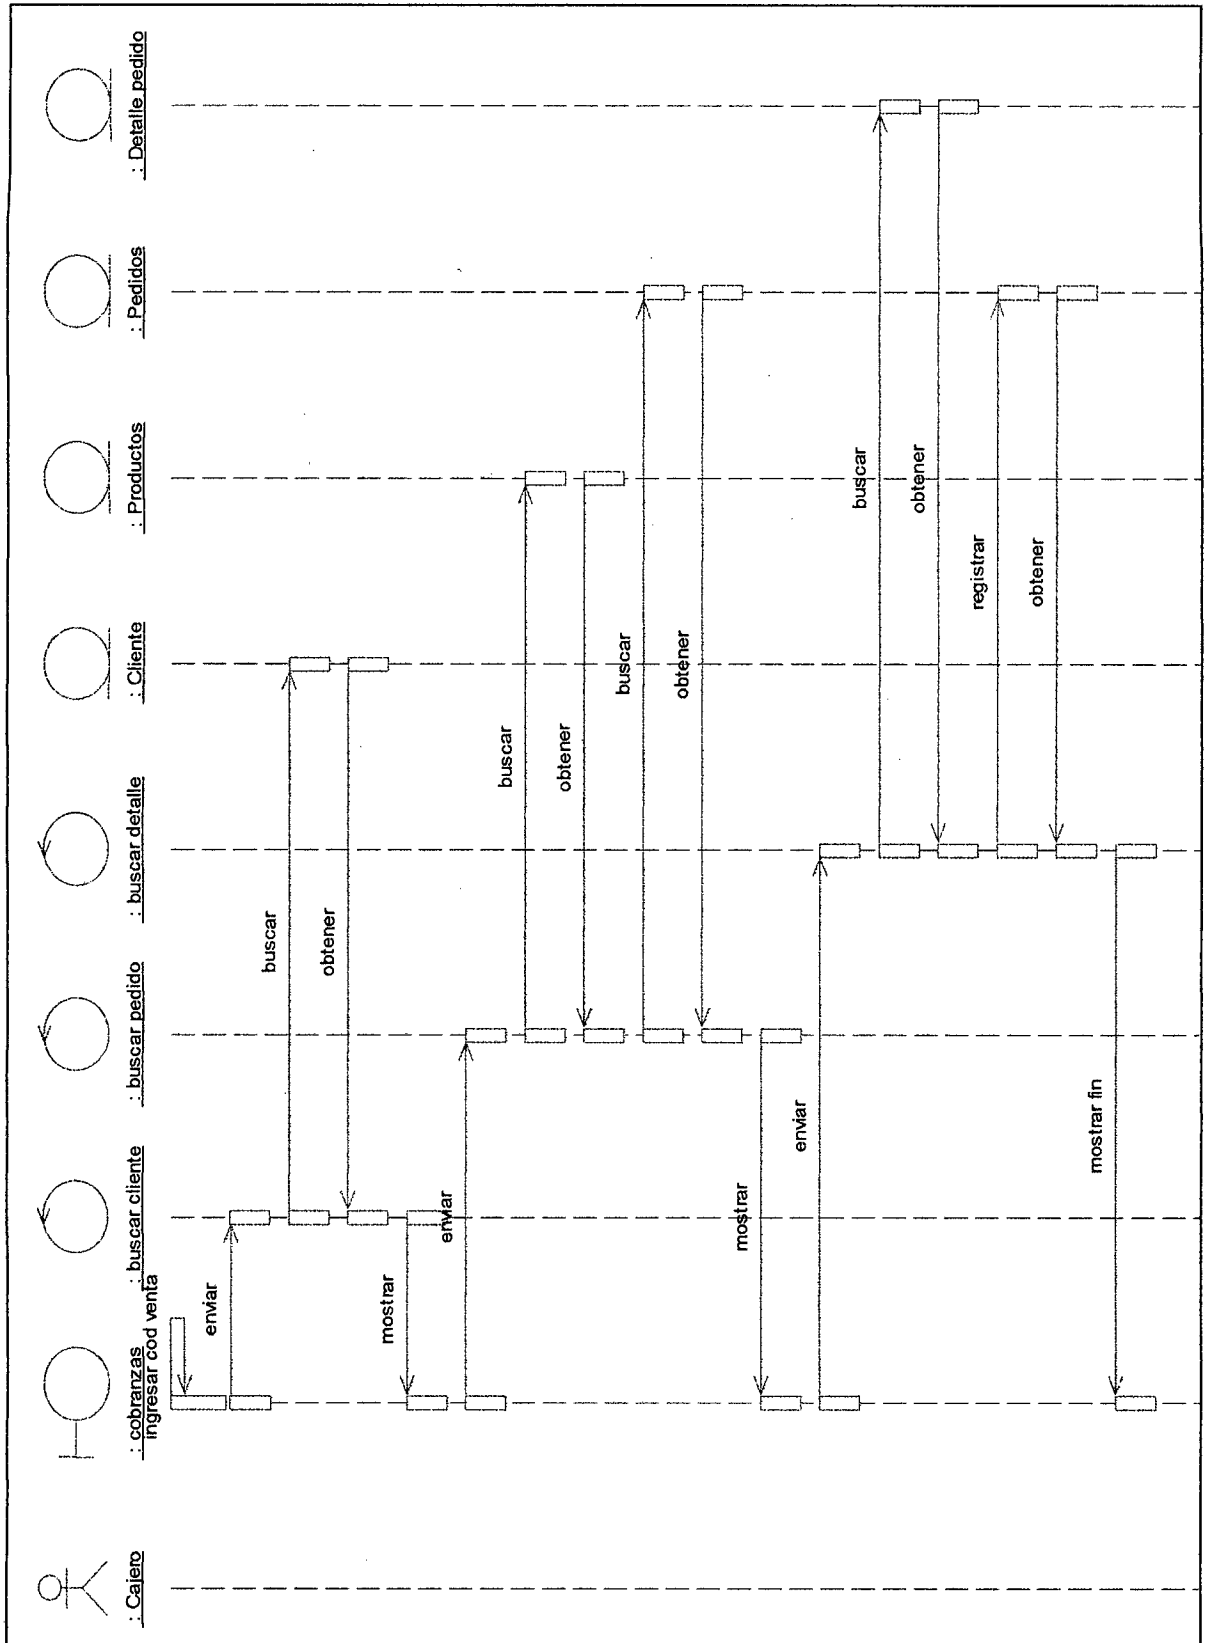 : Cajero
: cobranzas
: buscar cliente
: buscar pedido
: buscar detalle
: Cliente
: Productos
: Pedidos
: Detalle pedido
ingresar cod venta
enviar
buscar
obtener
mostrar
enviar
buscar
obtener
buscar
obtener
mostrar
enviar
buscar
obtener
registrar
obtener
mostrar fin